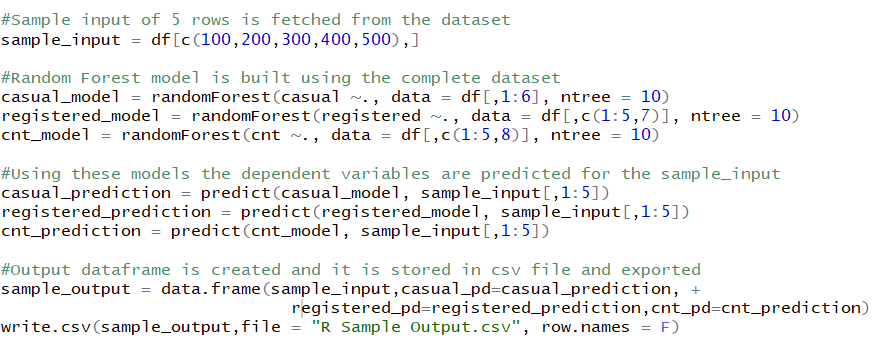 #Sample input of 5 rows is fetched from the dataset
sample_input = df[c(100,200,300,400,500),]
#Random Forest model is built using the complete dataset
casual_model = randomForest(casual ~., data = df[,1:6], ntree = 10)
registered_model = randomForest(registered ~., data = df[,c(1:5,7)], ntree = 10)
cnt_model = randomForest(cnt ~., data = df[,c(1:5,8)], ntree = 10)
#Using these models the dependent variables are predicted for the sample_input
casual_prediction = predict(casual_model, sample_input[,1:5])
registered_prediction = predict(registered_model, sample_input[,1:5])
cnt_prediction = predict(cnt_model, sample_input[,1:5])
#Output dataframe is created and it is stored in csv file and exported
sample_output = data.frame(sample_input,casual_pd=casual_prediction, +
registered_pd=registered_prediction,cnt_pd=cnt_prediction)
write.csv(sample_output,file = "R Sample Output.csv", row.names = F)